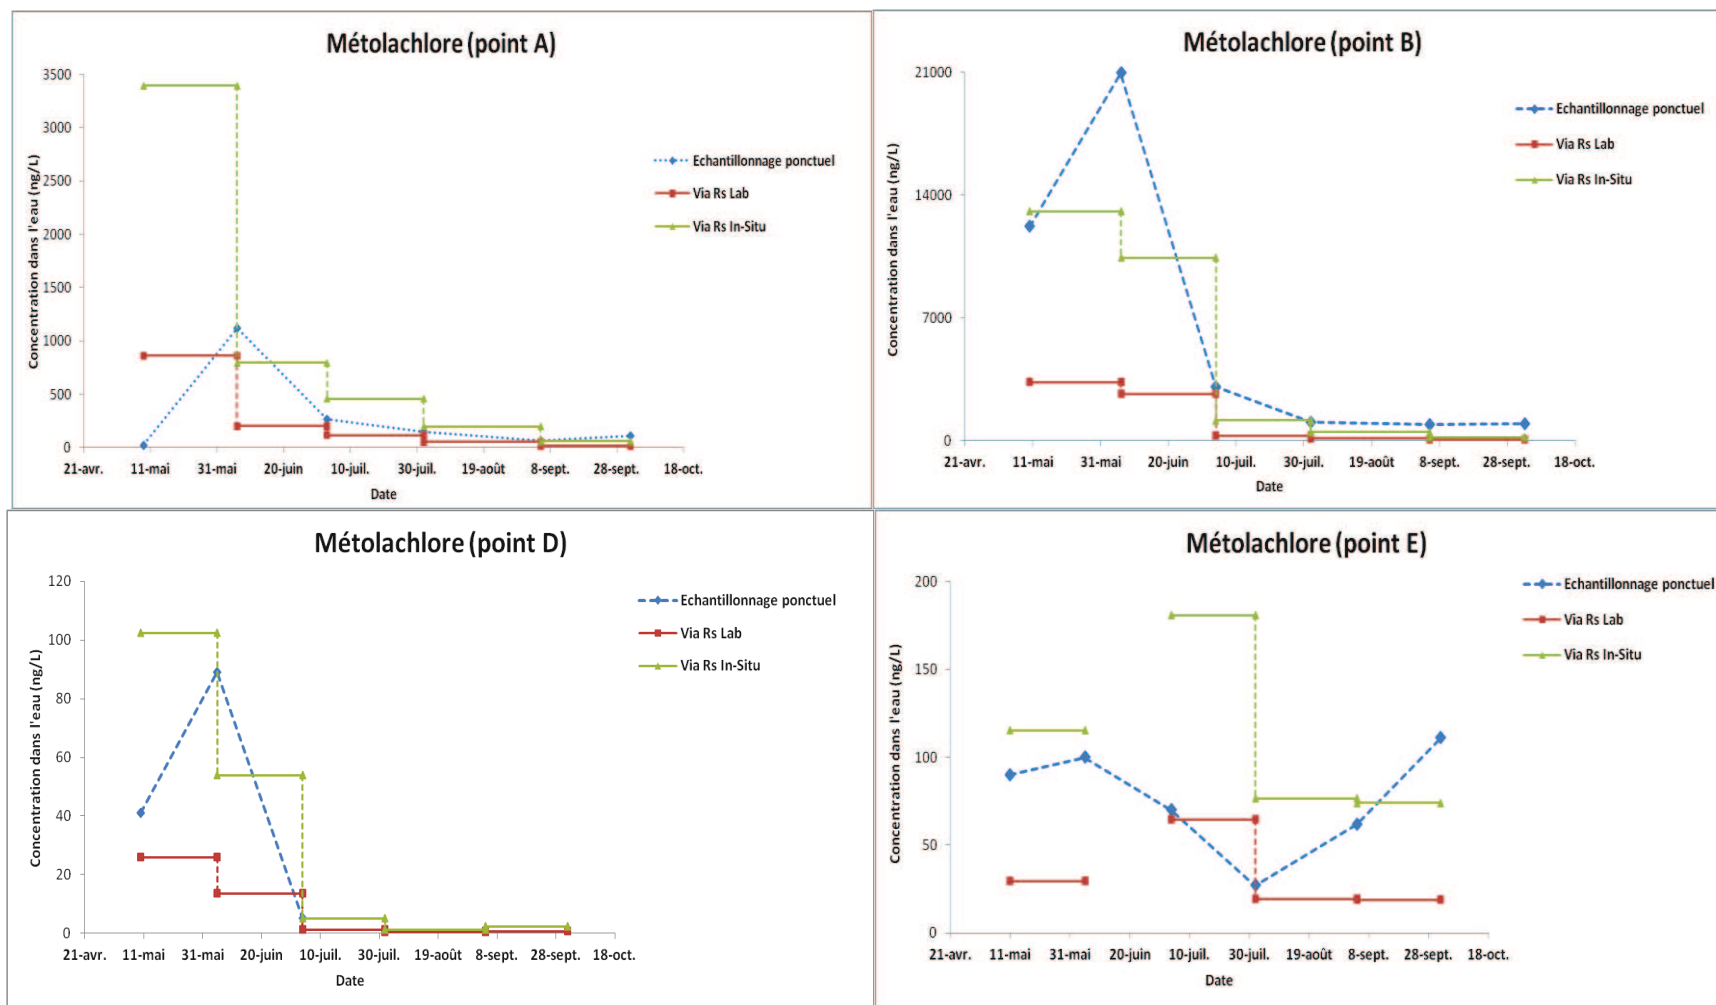 Métolachlore (point A)
Concentration dans l'eau (ng/L)
3500
3000
2500
2000
1500
1000
500
0
21-avr. 11-mai 31-mai 20-juin 10-juil. 30-juil. 19-août 8-sept. 28-sept. 18-oct.
Date
Echantillonnage ponctuel
Via Rs Lab
Via Rs In-Situ
Métolachlore (point B)
Concentration dans l'eau (ng/L)
21000
14000
7000
0
21-avr. 11-mai 31-mai 20-juin 10-juil. 30-juil. 19-août 8-sept. 28-sept. 18-oct.
Date
Echantillonnage ponctuel
Via Rs Lab
Via Rs In-Situ
Métolachlore (point D)
Concentration dans l'eau (ng/L)
120
100
80
60
40
20
0
21-avr. 11-mai 31-mai 20-juin 10-juil. 30-juil. 19-août 8-sept. 28-sept. 18-oct.
Date
Echantillonnage ponctuel
Via Rs Lab
Via Rs In-Situ
Métolachlore (point E)
Concentration dans l'eau (ng/L)
200
150
100
50
0
21-avr. 11-mai 31-mai 20-juin 10-juil. 30-juil. 19-août 8-sept. 28-sept. 18-oct.
Date
Echantillonnage ponctuel
Via Rs Lab
Via Rs In-Situ